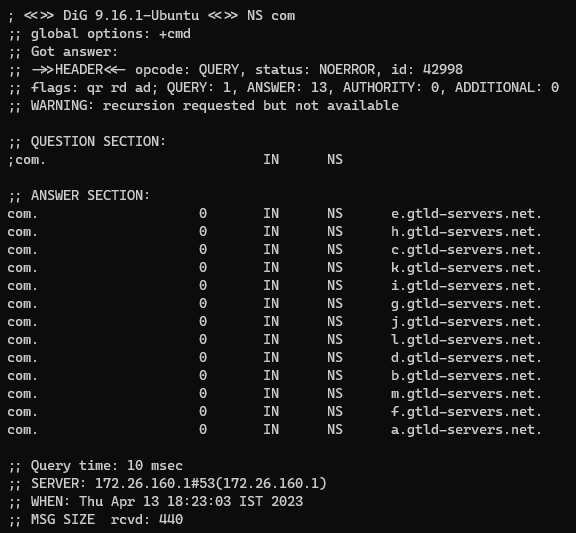 ; <<>> DiG 9.16.1-Ubuntu <<>> NS com
;; global options: +cmd
;; Got answer:
;; ->>HEADER<<- opcode: QUERY, status: NOERROR, id: 42998
;; flags: qr rd ad; QUERY: 1, ANSWER: 13, AUTHORITY: 0, ADDITIONAL: 0
;; WARNING: recursion requested but not available

;; QUESTION SECTION:
;com. IN NS

;; ANSWER SECTION:
com. 0 IN NS e.gtld-servers.net.
com. 0 IN NS h.gtld-servers.net.
com. 0 IN NS c.gtld-servers.net.
com. 0 IN NS k.gtld-servers.net.
com. 0 IN NS i.gtld-servers.net.
com. 0 IN NS g.gtld-servers.net.
com. 0 IN NS j.gtld-servers.net.
com. 0 IN NS l.gtld-servers.net.
com. 0 IN NS d.gtld-servers.net.
com. 0 IN NS b.gtld-servers.net.
com. 0 IN NS m.gtld-servers.net.
com. 0 IN NS f.gtld-servers.net.
com. 0 IN NS a.gtld-servers.net.

;; Query time: 10 msec
;; SERVER: 172.26.160.1#53(172.26.160.1)
;; WHEN: Thu Apr 13 18:23:03 IST 2023
;; MSG SIZE rcvd: 440